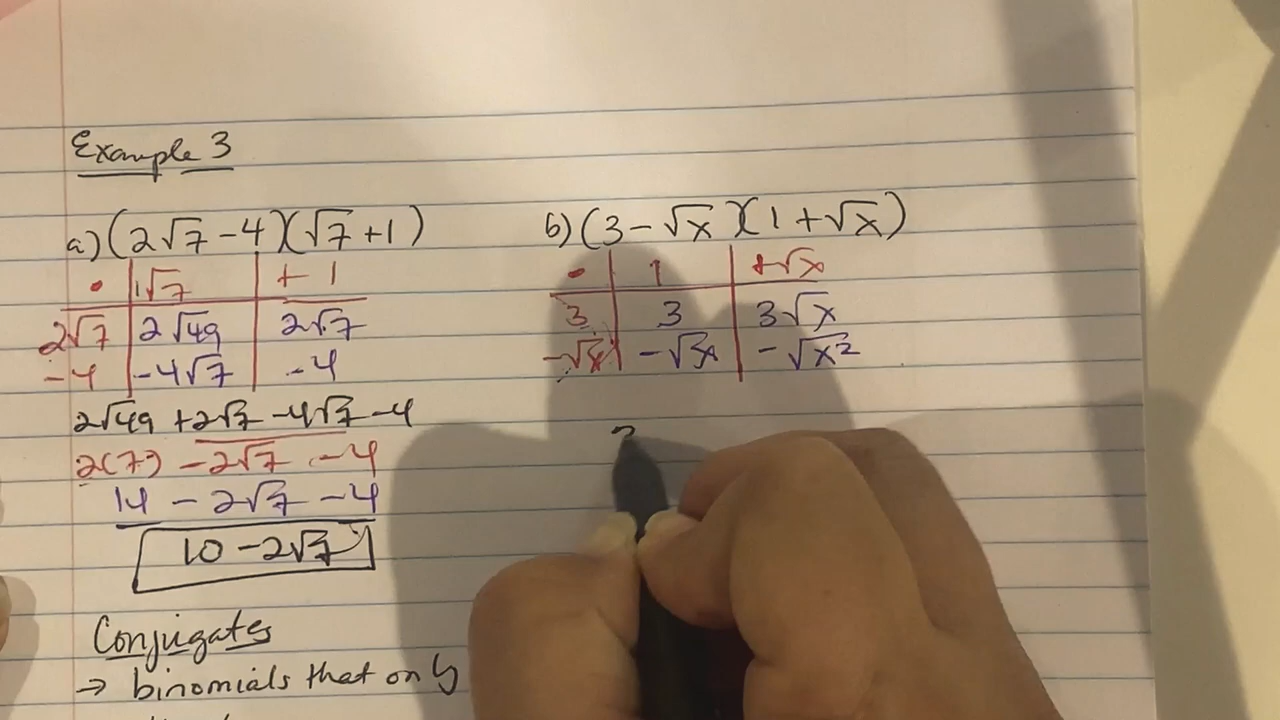 Example 3
a) (2√7 - 4)(√7 + 1)
• 1√7 + 1
2√7 2√49 2√7
-4 -4√7 -4
2√49 + 2√7 - 4√7 - 4
2(7) - 2√7 - 4
14 - 2√7 - 4
10 - 2√7
Conjugates
→ binomials that only
b) (3 - √x)(1 + √x)
• 1 +√x
3 3 3√x
-√x -√x -√x²